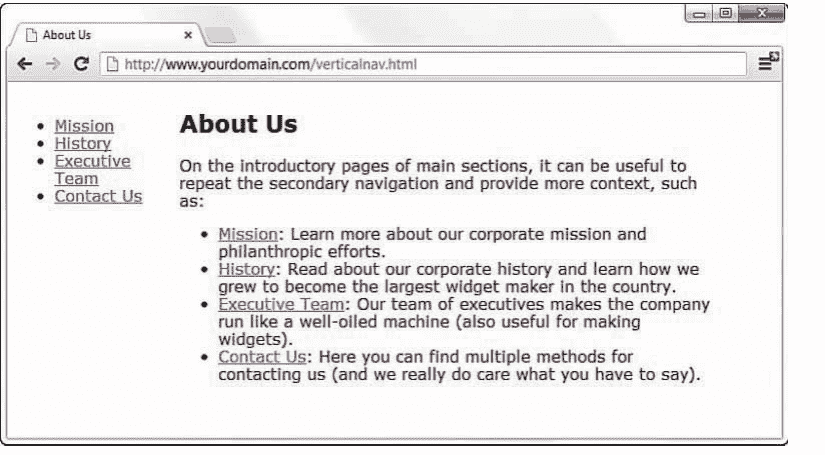 About Us
http://www.yourdomain.com/verticalnav.html
Mission
History
Executive
Team
Contact Us
About Us
On the introductory pages of main sections, it can be useful to
repeat the secondary navigation and provide more context, such
as:
Mission: Learn more about our corporate mission and
philanthropic efforts.
History: Read about our corporate history and learn how we
grew to become the largest widget maker in the country.
Executive Team: Our team of executives makes the company
run like a well-oiled machine (also useful for making
widgets).
Contact Us: Here you can find multiple methods for
contacting us (and we really do care what you have to say).